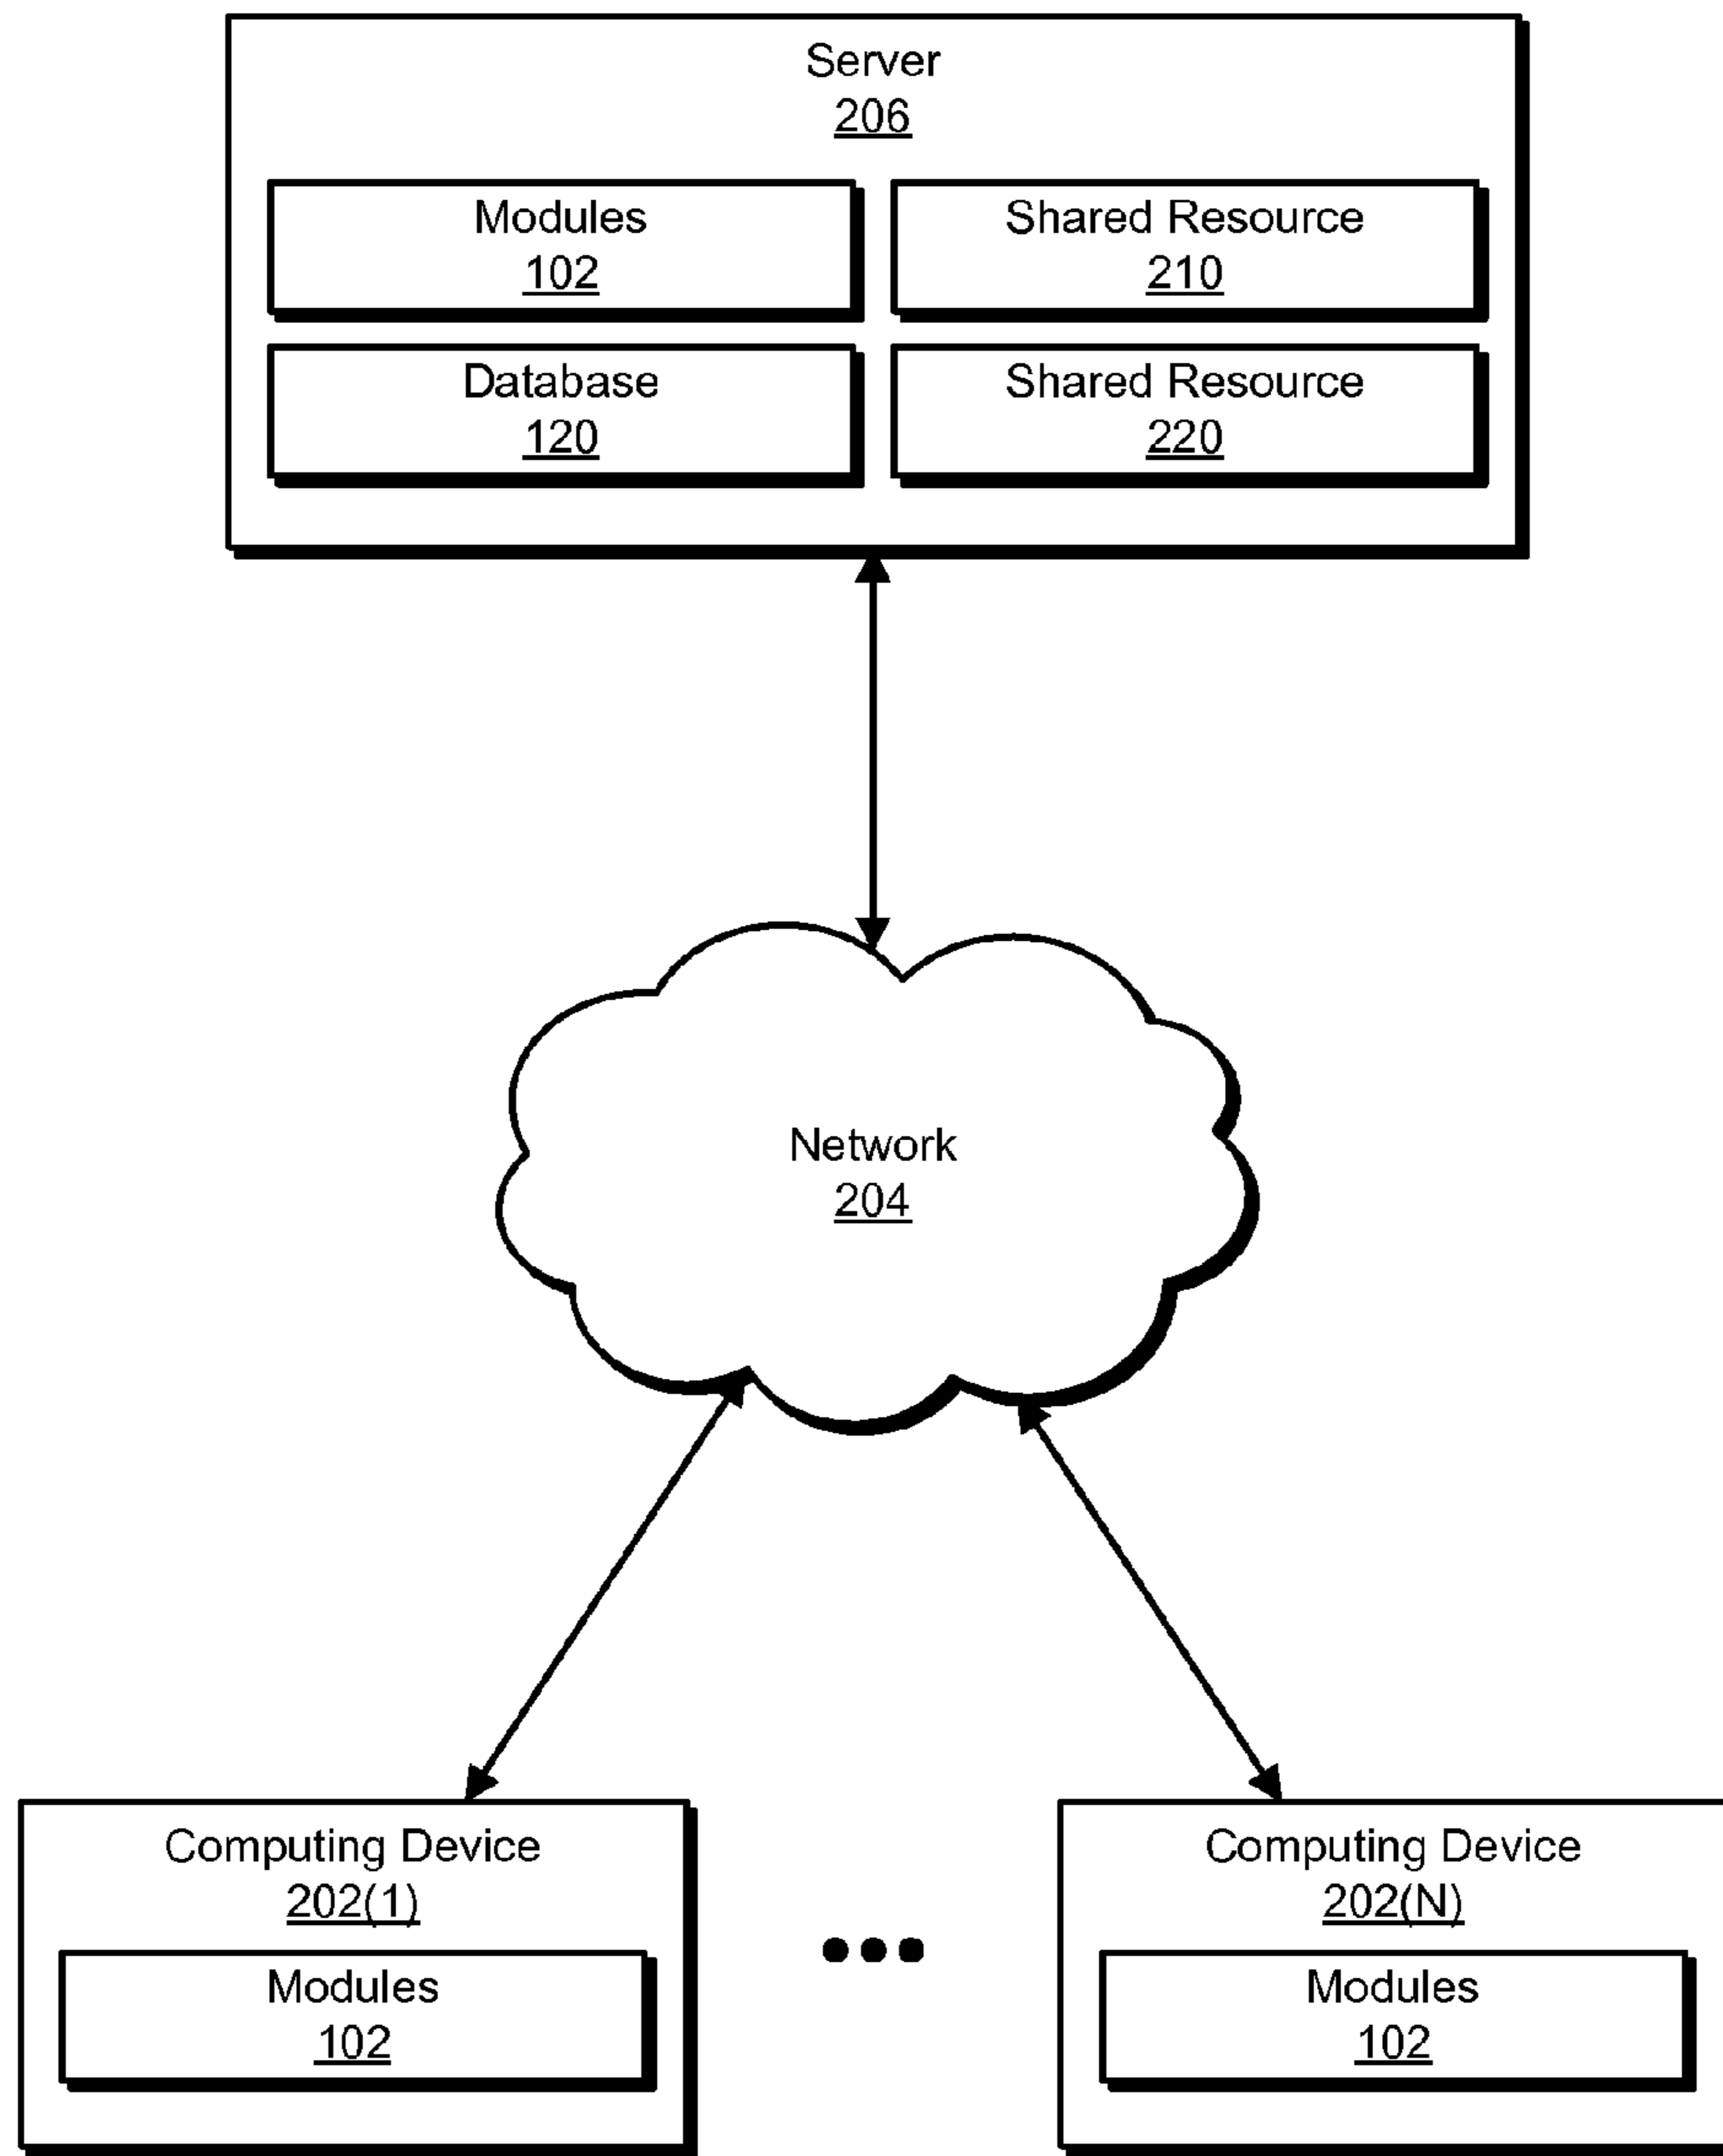 Server
206
Modules
102
Shared Resource
210
Database
120
Shared Resource
220
Network
204
Computing Device
202(1)
Modules
102
Computing Device
202(N)
Modules
102